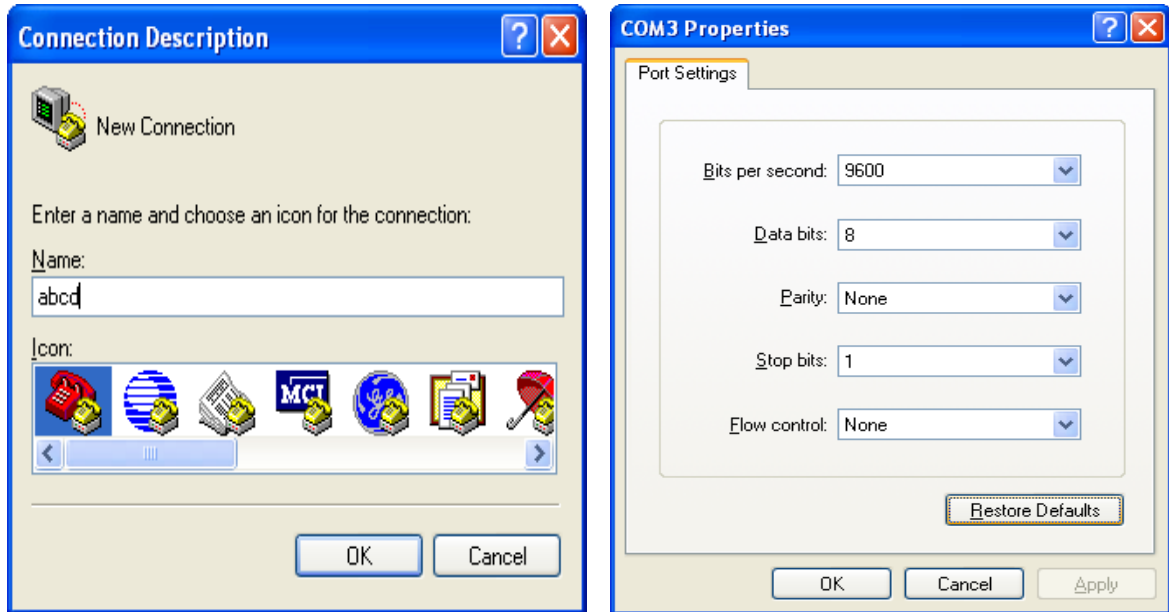 Connection Description
New Connection
Enter a name and choose an icon for the connection:
Name:
abcd
Icon:
MCI
OK Cancel
COM3 Properties
Port Settings
Bits per second: 9600
Data bits: 8
Parity: None
Stop bits: 1
Flow control: None
Restore Defaults
OK Cancel Apply